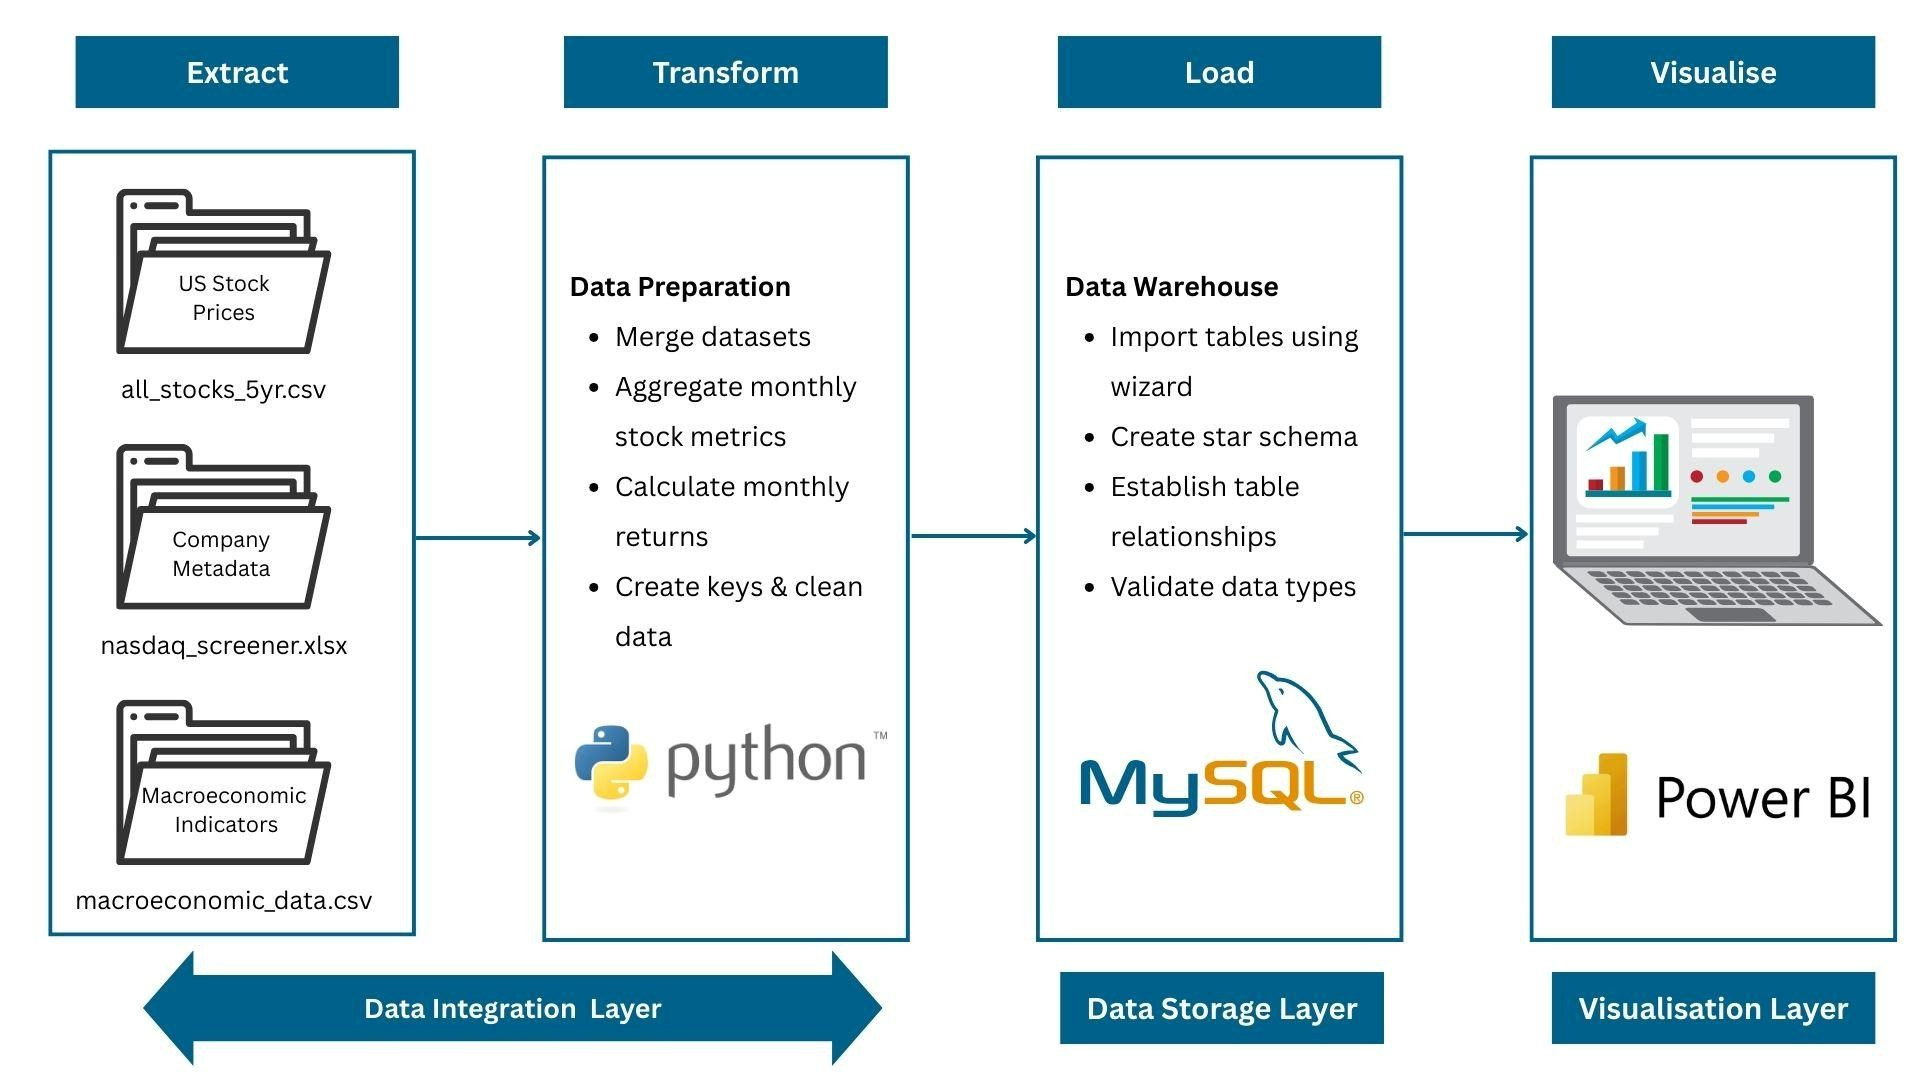 Extract
Transform
Load
Visualise
US Stock
Prices
all_stocks_5yr.csv
Company
Metadata
nasdaq_screener.xlsx
Macroeconomic
Indicators
macroeconomic_data.csv
Data Preparation
• Merge datasets
• Aggregate monthly
stock metrics
• Calculate monthly
returns
• Create keys & clean
data
python™
Data Warehouse
• Import tables using
wizard
• Create star schema
• Establish table
relationships
• Validate data types
MySQL®
Power BI
Data Integration Layer
Data Storage Layer
Visualisation Layer